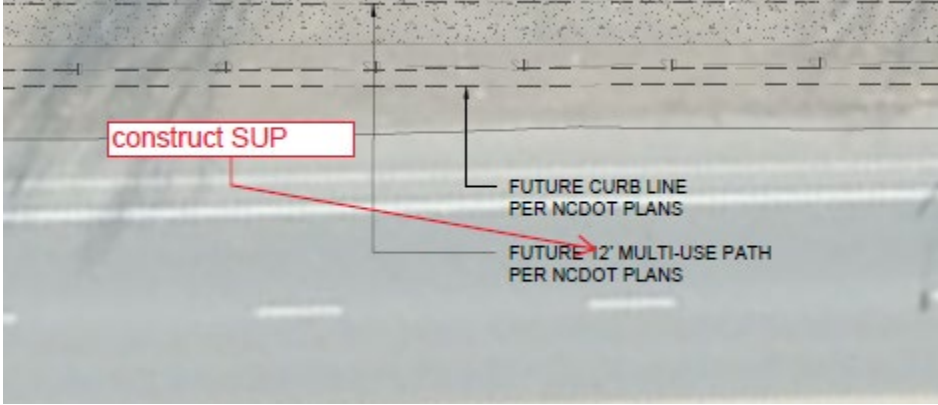 construct SUP
FUTURE CURB LINE
PER NCDOT PLANS
FUTURE 12' MULTI-USE PATH
PER NCDOT PLANS